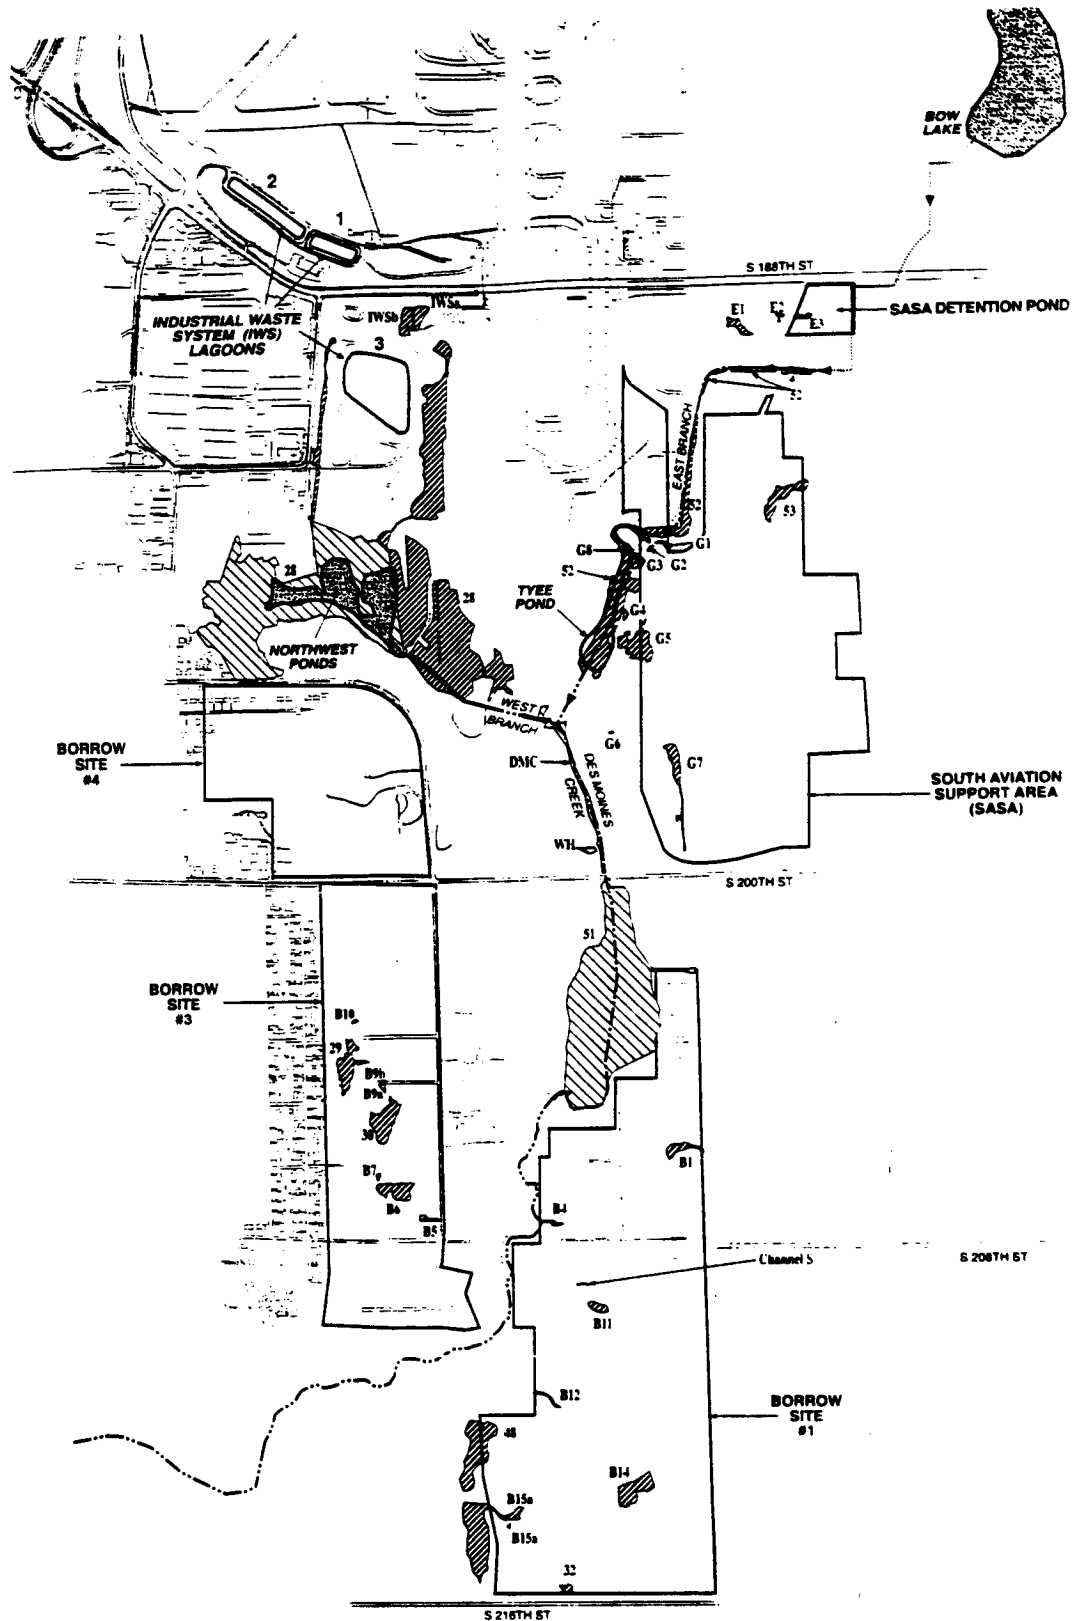 BOW
LAKE
2
1
S 188TH ST
IWSa
IWSb
INDUSTRIAL WASTE
SYSTEM (IWS)
LAGOONS
3
E1
E2
E3
SASA DETENTION POND
52
EAST BRANCH
53
G1
G8
G3
G2
52
TYEE
POND
28
28
G4
G5
NORTHWEST
PONDS
WEST
BRANCH
G6
G7
BORROW
SITE
#4
DMC
DES MOINES
CREEK
SOUTH AVIATION
SUPPORT AREA
(SASA)
WH
S 200TH ST
51
BORROW
SITE
#3
B10
29
B9b
B9a
30
B7
B6
B5
B1
B4
S 208TH ST
Channel S
B11
B12
BORROW
SITE
#1
48
B14
B15a
B15a
32
S 216TH ST